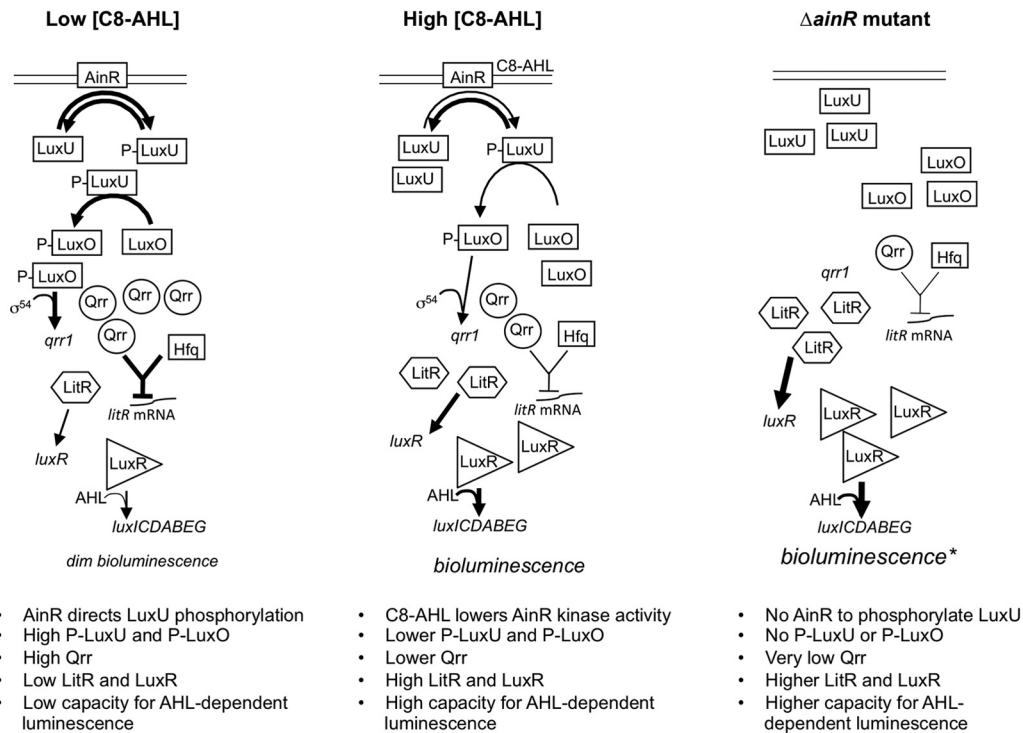 Low [C8-AHL]
AinR
LuxU
P-LuxU
P-LuxU
P-LuxO
LuxO
P-LuxO
σ54
qrr1
Qrr
Qrr
Qrr
Qrr
Hfq
LitR
litR mRNA
luxR
LuxR
AHL
luxICDABEG
dim bioluminescence
• AinR directs LuxU phosphorylation
• High P-LuxU and P-LuxO
• High Qrr
• Low LitR and LuxR
• Low capacity for AHL-dependent
luminescence
High [C8-AHL]
AinR
C8-AHL
LuxU
LuxU
P-LuxU
P-LuxO
LuxO
LuxO
σ54
qrr1
Qrr
Qrr
Hfq
LitR
LitR
litR mRNA
luxR
LuxR
LuxR
AHL
luxICDABEG
bioluminescence
• C8-AHL lowers AinR kinase activity
• Lower P-LuxU and P-LuxO
• Lower Qrr
• High LitR and LuxR
• High capacity for AHL-dependent
luminescence
ΔainR mutant
LuxU
LuxU
LuxU
LuxO
LuxO
LuxO
Qrr
Hfq
qrr1
LitR
LitR
LitR
litR mRNA
luxR
LuxR
LuxR
LuxR
AHL
luxICDABEG
bioluminescence*
• No AinR to phosphorylate LuxU
• No P-LuxU or P-LuxO
• Very low Qrr
• Higher LitR and LuxR
• Higher capacity for AHL-
dependent luminescence